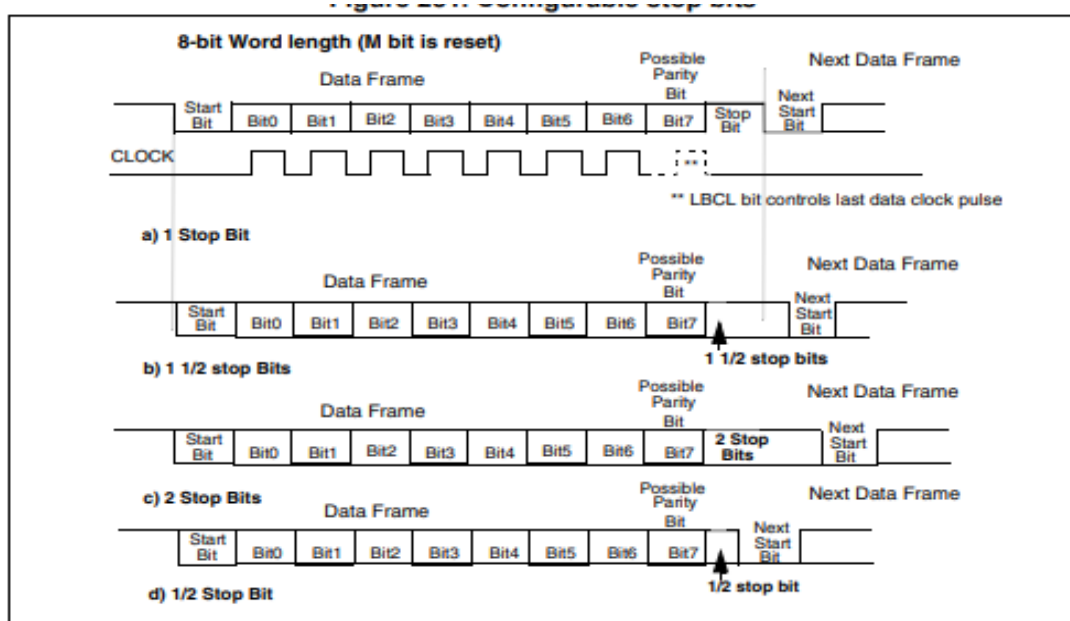 8-bit Word length (M bit is reset)
Possible
Parity
Bit
Next Data Frame
Data Frame
Start
Bit
Bit0
Bit1
Bit2
Bit3
Bit4
Bit5
Bit6
Bit7
Stop
Bit
Next
Start
Bit
CLOCK
**
** LBCL bit controls last data clock pulse
a) 1 Stop Bit
Possible
Parity
Bit
Next Data Frame
Data Frame
Start
Bit
Bit0
Bit1
Bit2
Bit3
Bit4
Bit5
Bit6
Bit7
Next
Start
Bit
1 1/2 stop bits
b) 1 1/2 stop Bits
Possible
Parity
Bit
Next Data Frame
Data Frame
Start
Bit
Bit0
Bit1
Bit2
Bit3
Bit4
Bit5
Bit6
Bit7
2 Stop
Bits
Next
Start
Bit
c) 2 Stop Bits
Possible
Parity
Bit
Next Data Frame
Data Frame
Start
Bit
Bit0
Bit1
Bit2
Bit3
Bit4
Bit5
Bit6
Bit7
Next
Start
Bit
1/2 stop bit
d) 1/2 Stop Bit